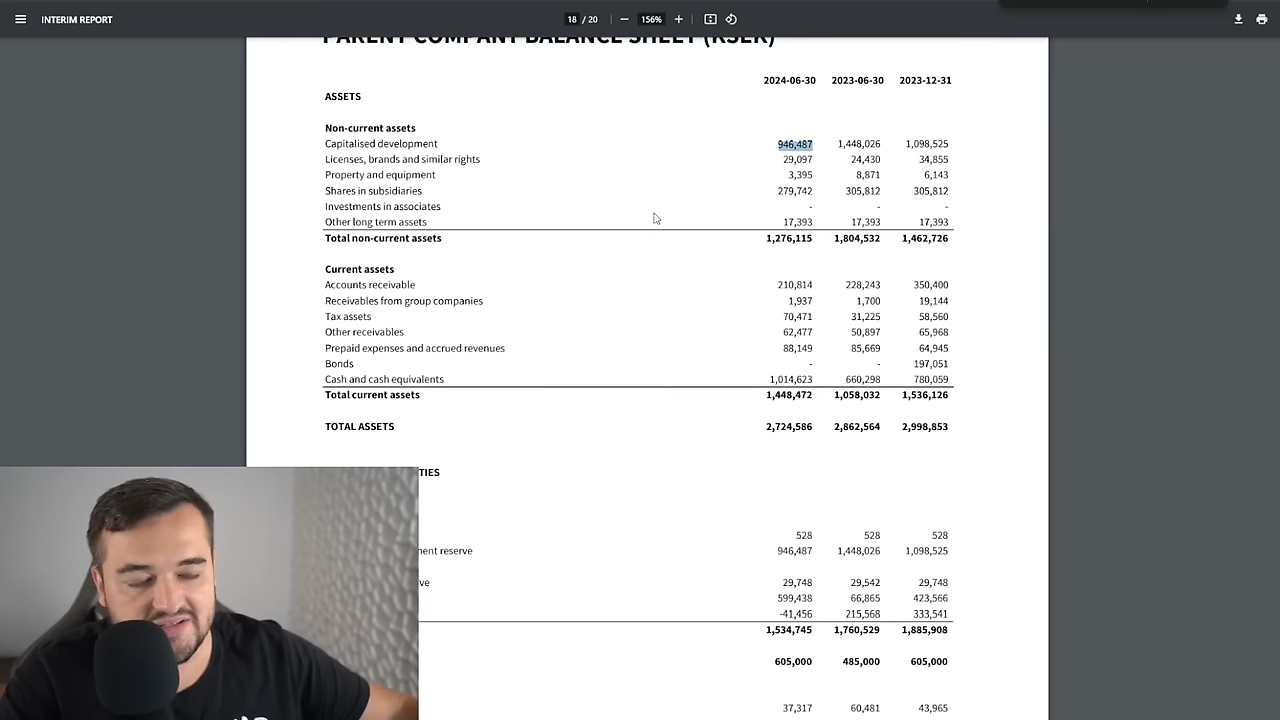 INTERIM REPORT 18 / 20 156%
PARENT COMPANY BALANCE SHEET (KSEK)
2024-06-30 2023-06-30 2023-12-31
ASSETS
Non-current assets
Capitalised development 946,487 1,448,026 1,098,525
Licenses, brands and similar rights 29,097 24,430 34,855
Property and equipment 3,395 8,871 6,143
Shares in subsidiaries 279,742 305,812 305,812
Investments in associates - - -
Other long term assets 17,393 17,393 17,393
Total non-current assets 1,276,115 1,804,532 1,462,726
Current assets
Accounts receivable 210,814 228,243 350,400
Receivables from group companies 1,937 1,700 19,144
Tax assets 70,471 31,225 58,560
Other receivables 62,477 50,897 65,968
Prepaid expenses and accrued revenues 88,149 85,669 64,945
Bonds - - 197,051
Cash and cash equivalents 1,014,623 660,298 780,059
Total current assets 1,448,472 1,058,032 1,536,126
TOTAL ASSETS 2,724,586 2,862,564 2,998,853
TIES
528 528 528
ent reserve 946,487 1,448,026 1,098,525
ve 29,748 29,542 29,748
599,438 66,865 423,566
-41,456 215,568 333,541
1,534,745 1,760,529 1,885,908
605,000 485,000 605,000
37,317 60,481 43,965